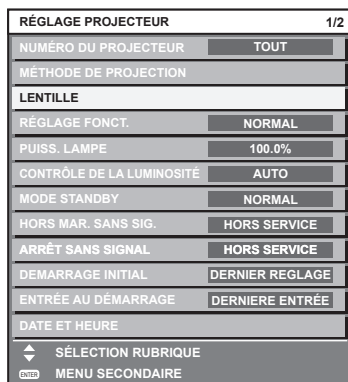 RÉGLAGE PROJECTEUR 1/2
NUMÉRO DU PROJECTEUR TOUT
MÉTHODE DE PROJECTION
LENTILLE
RÉGLAGE FONCT. NORMAL
PUISS. LAMPE 100.0%
CONTRÔLE DE LA LUMINOSITÉ AUTO
MODE STANDBY NORMAL
HORS MAR. SANS SIG. HORS SERVICE
ARRÊT SANS SIGNAL HORS SERVICE
DEMARRAGE INITIAL DERNIER REGLAGE
ENTRÉE AU DÉMARRAGE DERNIERE ENTRÉE
DATE ET HEURE
SÉLECTION RUBRIQUE
ENTER MENU SECONDAIRE